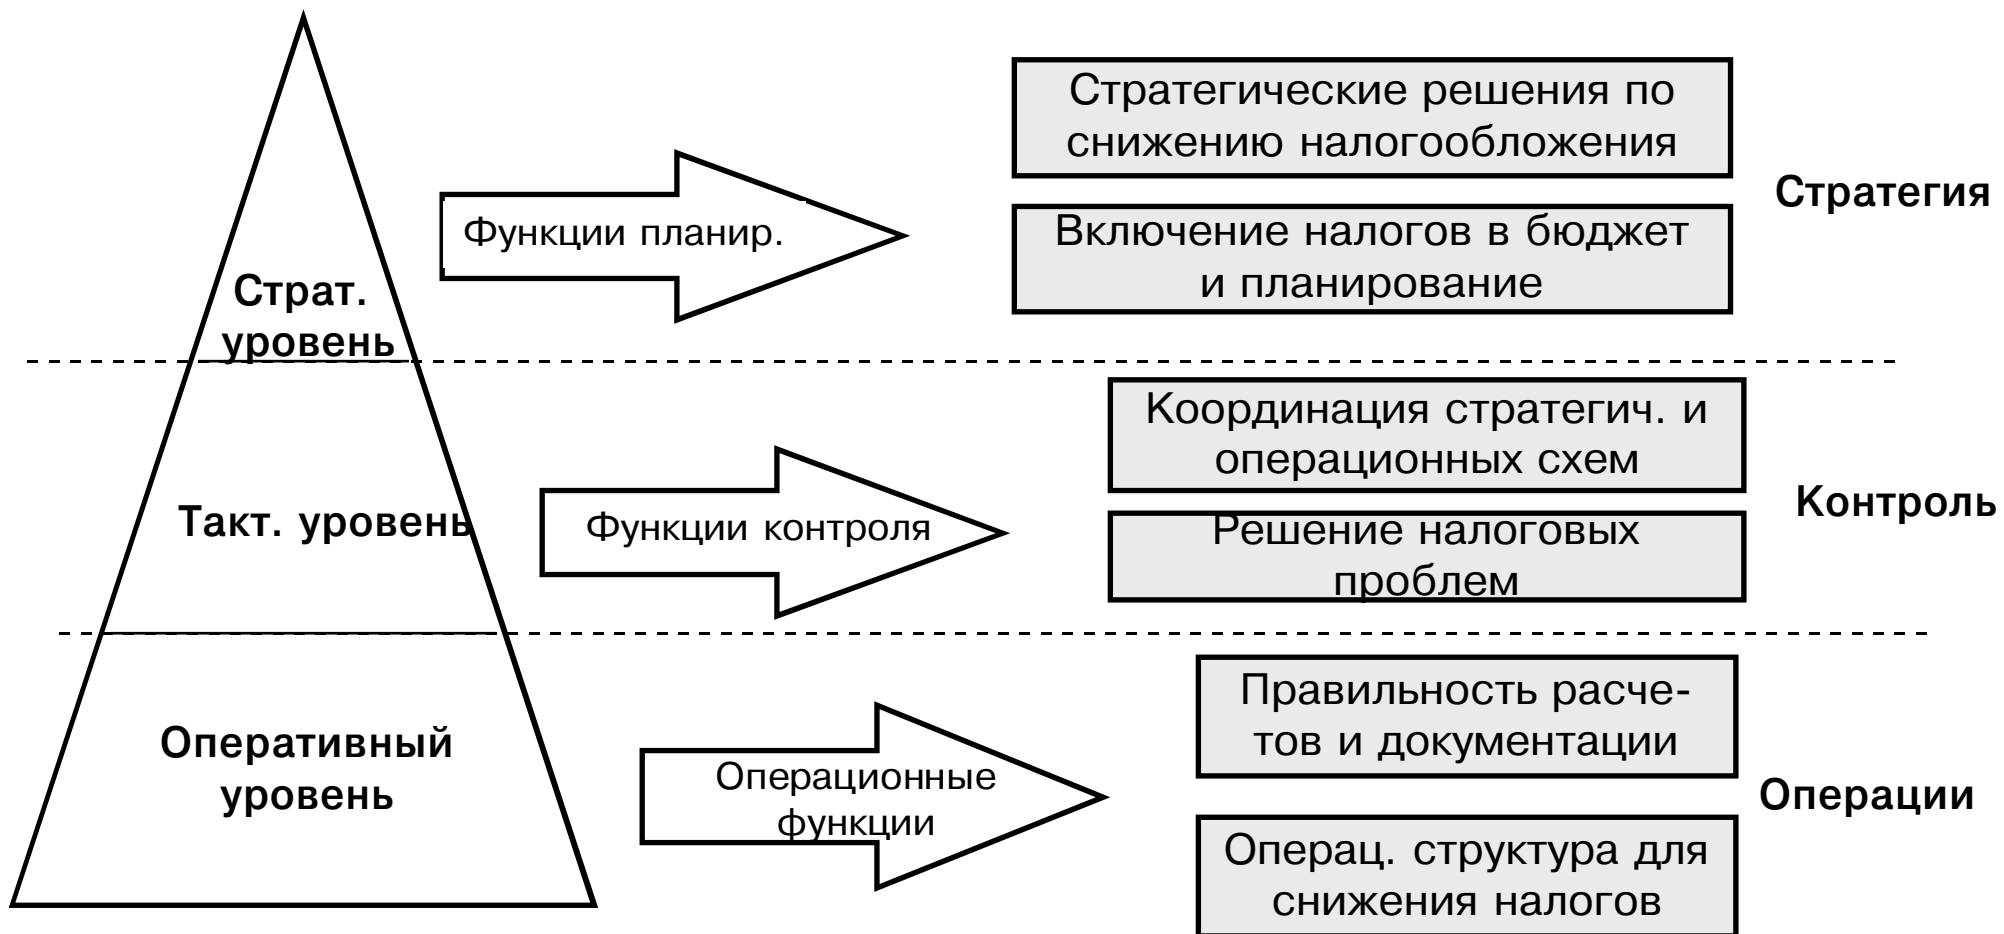 Стратегические решения по
снижению налогообложения
Стратегия
Функции планир.
Включение налогов в бюджет
и планирование
Страт.
уровень
Координация стратегич. и
операционных схем
Контроль
Такт. уровень
Функции контроля
Решение налоговых
проблем
Правильность расче-
тов и документации
Оперативный
уровень
Операционные
функции
Операции
Операц. структура для
снижения налогов